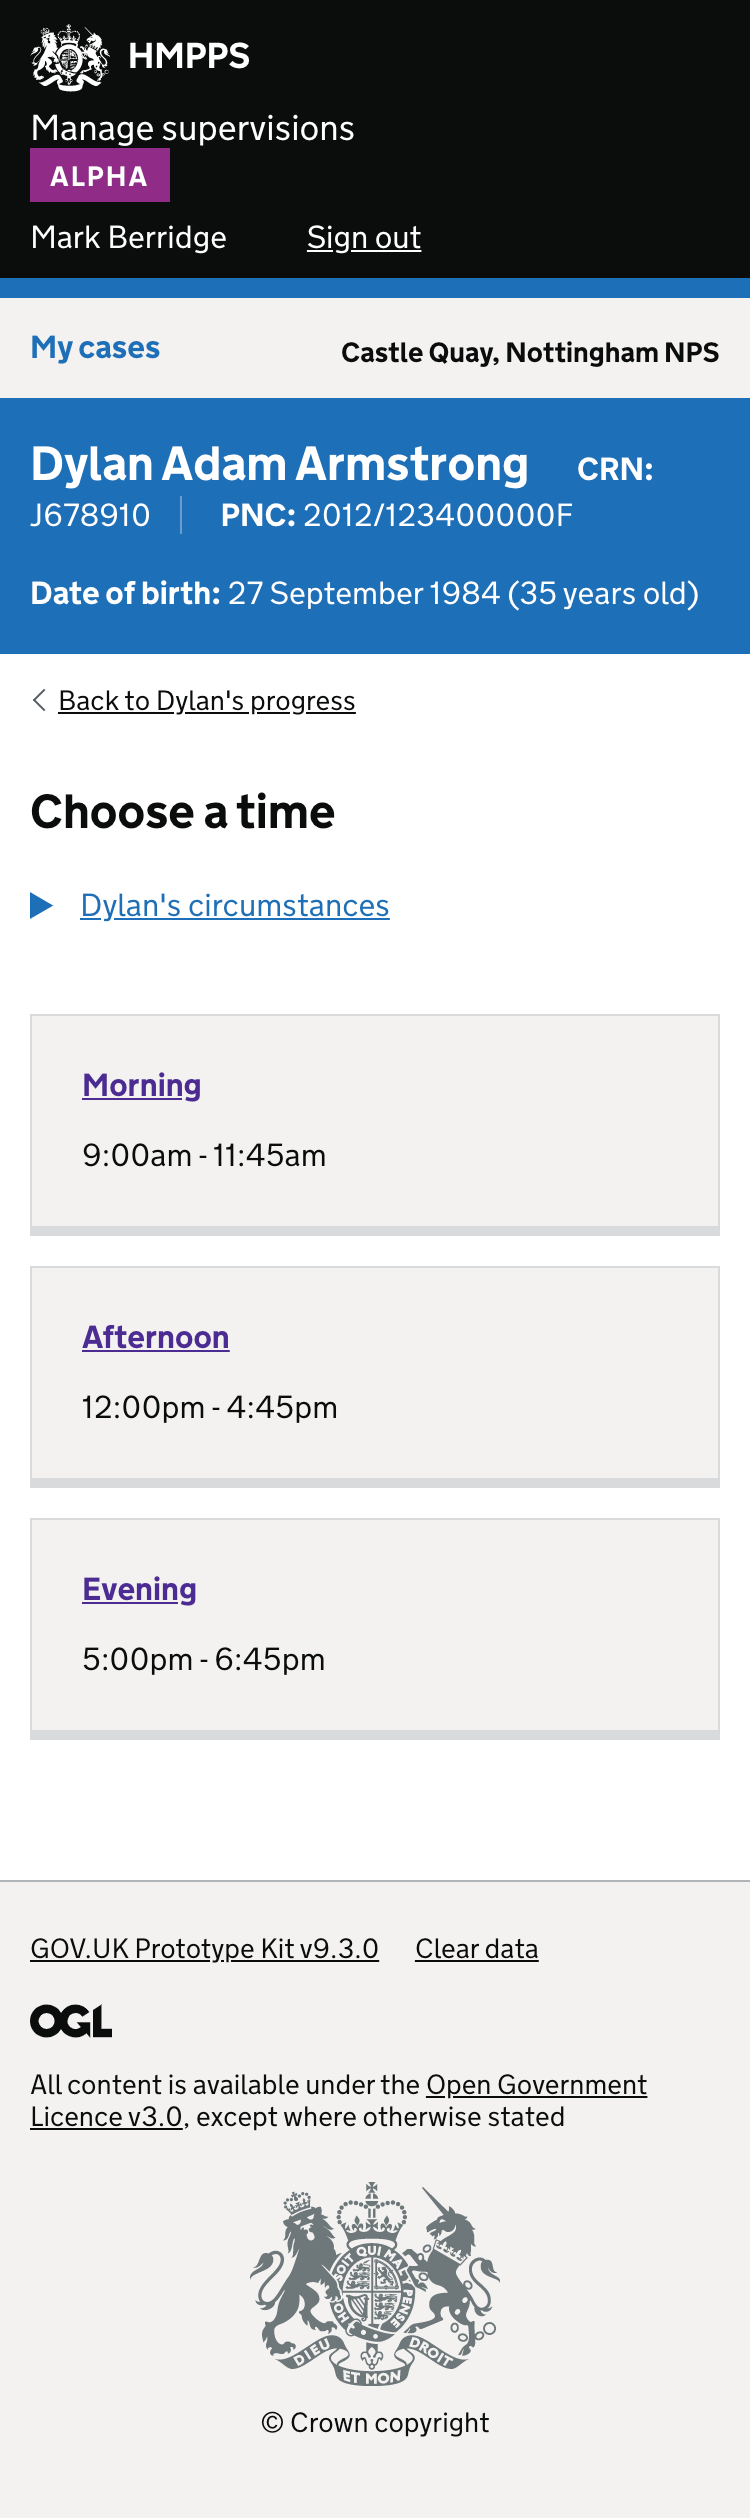 HMPPS
Manage supervisions
ALPHA
Mark Berridge Sign out
My cases Castle Quay, Nottingham NPS
Dylan Adam Armstrong CRN:
J678910 PNC: 2012/123400000F
Date of birth: 27 September 1984 (35 years old)
Back to Dylan's progress
Choose a time
Dylan's circumstances
Morning
9:00am - 11:45am
Afternoon
12:00pm - 4:45pm
Evening
5:00pm - 6:45pm
GOV.UK Prototype Kit v9.3.0 Clear data
OGL
All content is available under the Open Government
Licence v3.0, except where otherwise stated
SOIT QUI MAL Y PENSE
HO
DIEU ET MON DROIT
© Crown copyright